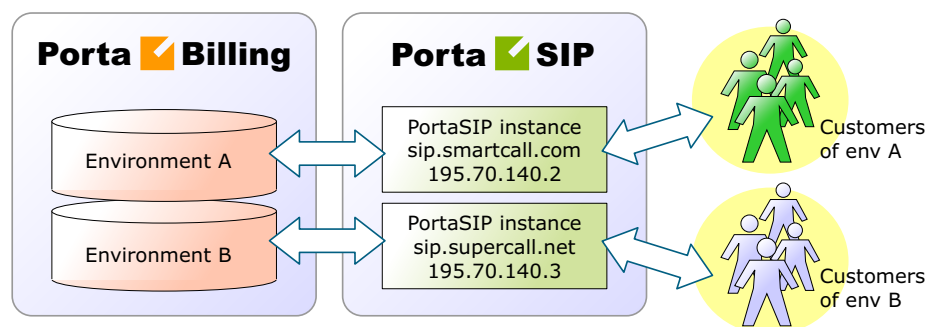 Porta Billing
Porta SIP
Environment A
PortaSIP instance
sip.smartcall.com
195.70.140.2
Customers
of env A
Environment B
PortaSIP instance
sip.supercall.net
195.70.140.3
Customers
of env B